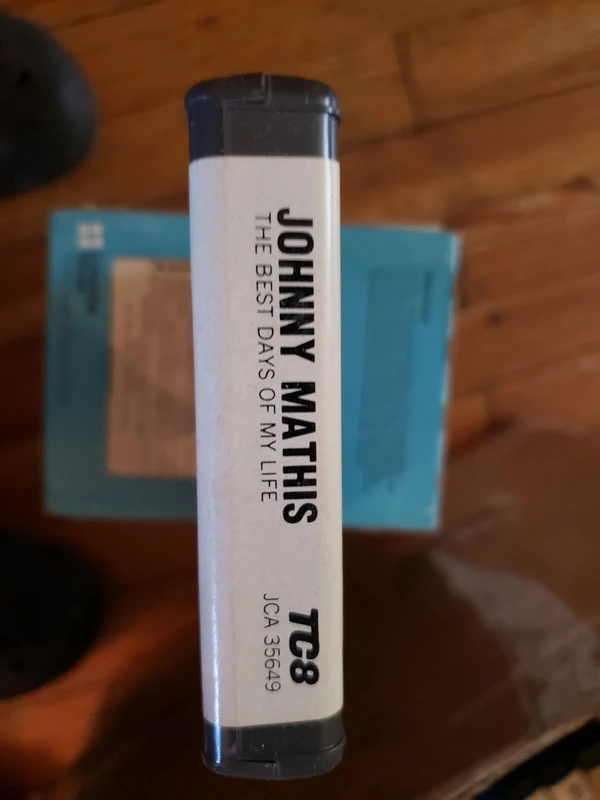 JOHNNY MATHIS
THE BEST DAYS OF MY LIFE
TC8
JCA 35649